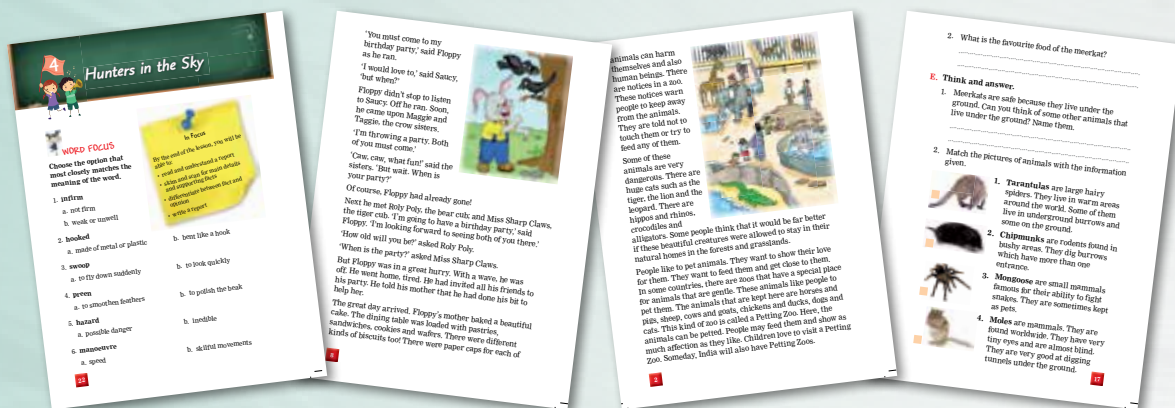 4
Hunters in the Sky
WORD FOCUS
Choose the option that
most closely matches the
meaning of the word.
1. infirm
a. not firm
b. weak or unwell
2. hooked
a. made of metal or plastic
b. bent like a hook
3. swoop
a. to fly down suddenly
b. to look quickly
4. preen
a. to smoothen feathers
b. to polish the beak
5. hazard
a. possible danger
b. inedible
6. manoeuvre
a. speed
b. skilful movements
In Focus
By the end of the lesson, you will be
able to:
• read and understand a report
• skim and scan for main details
and supporting facts
• differentiate between fact and
opinion
• write a report
22
'You must come to my
birthday party,' said Floppy
as he ran.
'I would love to,' said Saucy,
'but when?'
Floppy didn't stop to listen
to Saucy. Off he ran. Soon,
he came upon Maggie and
Taggie, the crow sisters.
'I'm throwing a party. Both
of you must come.'
'Caw, caw, what fun!' said the
sisters. 'But wait. When is
your party?'
Of course, Floppy had already gone!
Next he met Roly Poly, the bear cub, and Miss Sharp Claws,
the tiger cub. 'I'm going to have a birthday party,' said
Floppy. 'I'm looking forward to seeing both of you there.'
'How old will you be?' asked Roly Poly.
'When is the party?' asked Miss Sharp Claws.
But Floppy was in a great hurry. With a wave, he was
off. He went home, tired. He had invited all his friends to
his party. He told his mother that he had done his bit to
help her.
The great day arrived. Floppy's mother baked a beautiful
cake. The dining table was loaded with pastries,
sandwiches, cookies and wafers. There were different
kinds of biscuits too! There were paper caps for each of
8
animals can harm
themselves and also
human beings. There
are notices in a zoo.
These notices warn
people to keep away
from the animals.
They are told not to
touch them or try to
feed any of them.
Some of these
animals are very
dangerous. There are
huge cats such as the
tiger, the lion and the
leopard. There are
hippos and rhinos,
crocodiles and
alligators. Some people think that it would be far better
if these beautiful creatures were allowed to stay in their
natural homes in the forests and grasslands.
People like to pet animals. They want to show their love
for them. They want to feed them and get close to them.
In some countries, there are zoos that have a special place
for animals that are gentle. These animals like people to
pet them. The animals that are kept here are horses and
pigs, sheep, cows and goats, chickens and ducks, dogs and
cats. This kind of zoo is called a Petting Zoo. Here, the
animals can be petted. People may feed them and show as
much affection as they like. Children love to visit a Petting
Zoo. Someday, India will also have Petting Zoos.
2
2. What is the favourite food of the meerkat?
E. Think and answer.
1. Meerkats are safe because they live under the
ground. Can you think of some other animals that
live under the ground? Name them.
2. Match the pictures of animals with the information
given.
1. Tarantulas are large hairy
spiders. They live in warm areas
around the world. Some of them
live in underground burrows and
some on the ground.
2. Chipmunks are rodents found in
bushy areas. They dig burrows
which have more than one
entrance.
3. Mongoose are small mammals
famous for their ability to fight
snakes. They are sometimes kept
as pets.
4. Moles are mammals. They are
found worldwide. They have very
tiny eyes and are almost blind.
They are very good at digging
tunnels under the ground.
17